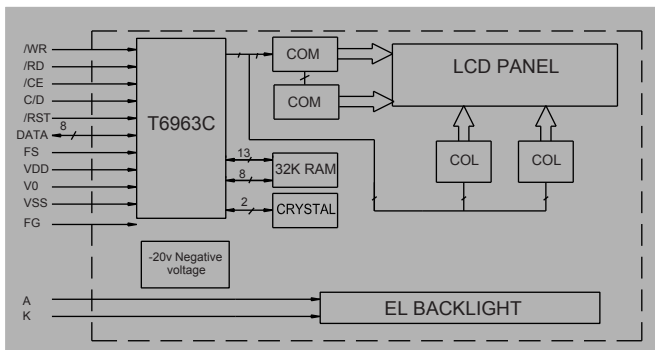 /WR
/RD
/CE
C/D
/RST
DATA
8
FS
VDD
V0
VSS
FG
T6963C
COM
COM
LCD PANEL
COL
COL
13
8
32K RAM
2
CRYSTAL
-20v Negative
voltage
A
K
EL BACKLIGHT